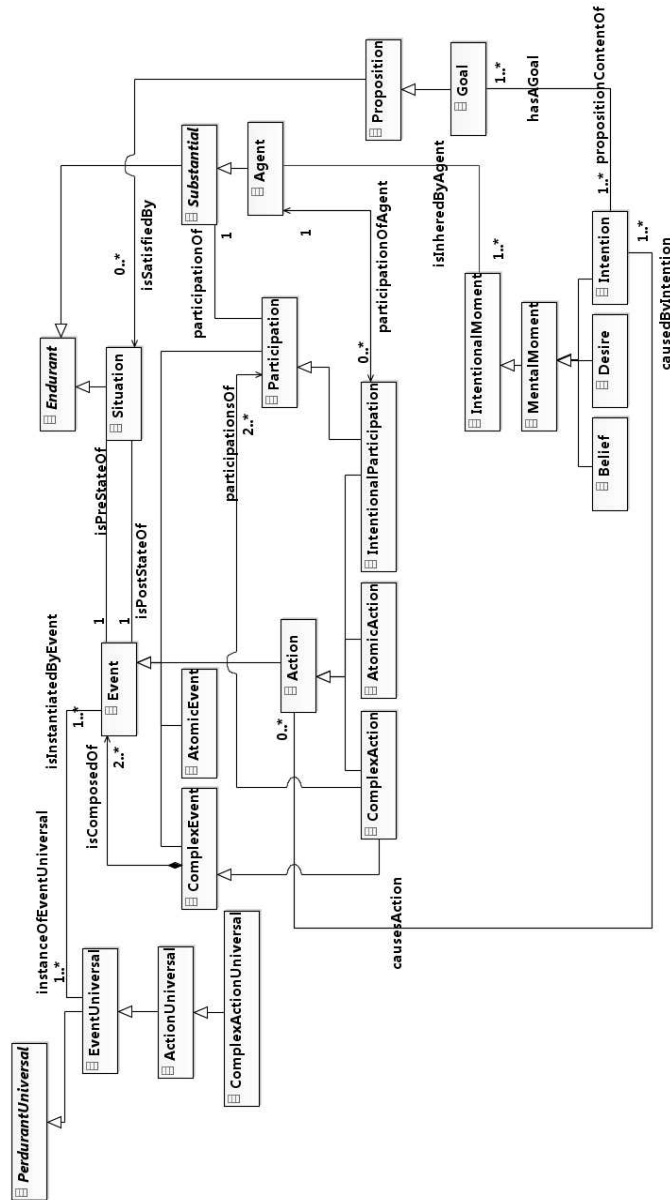 PerdurantUniversal
Endurant
instanceOfEventUniversal
1..*
isInstantiatedByEvent
1..*
EventUniversal
Event
1
isPreStateOf
1
isPostStateOf
Situation
0..*
isSatisfiedBy
isComposedOf
2..*
ActionUniversal
ComplexEvent
AtomicEvent
participationOf
1
Substantial
ComplexActionUniversal
participationsOf
2..*
Participation
Agent
1
Action
0..*
participationOfAgent
0..*
Proposition
ComplexAction
AtomicAction
IntentionalParticipation
isInheredByAgent
1..*
Goal
1..*
hasAGoal
causesAction
IntentionalMoment
MentalMoment
Belief
Desire
Intention
1..*
propositionContentOf
1..*
causedByIntention